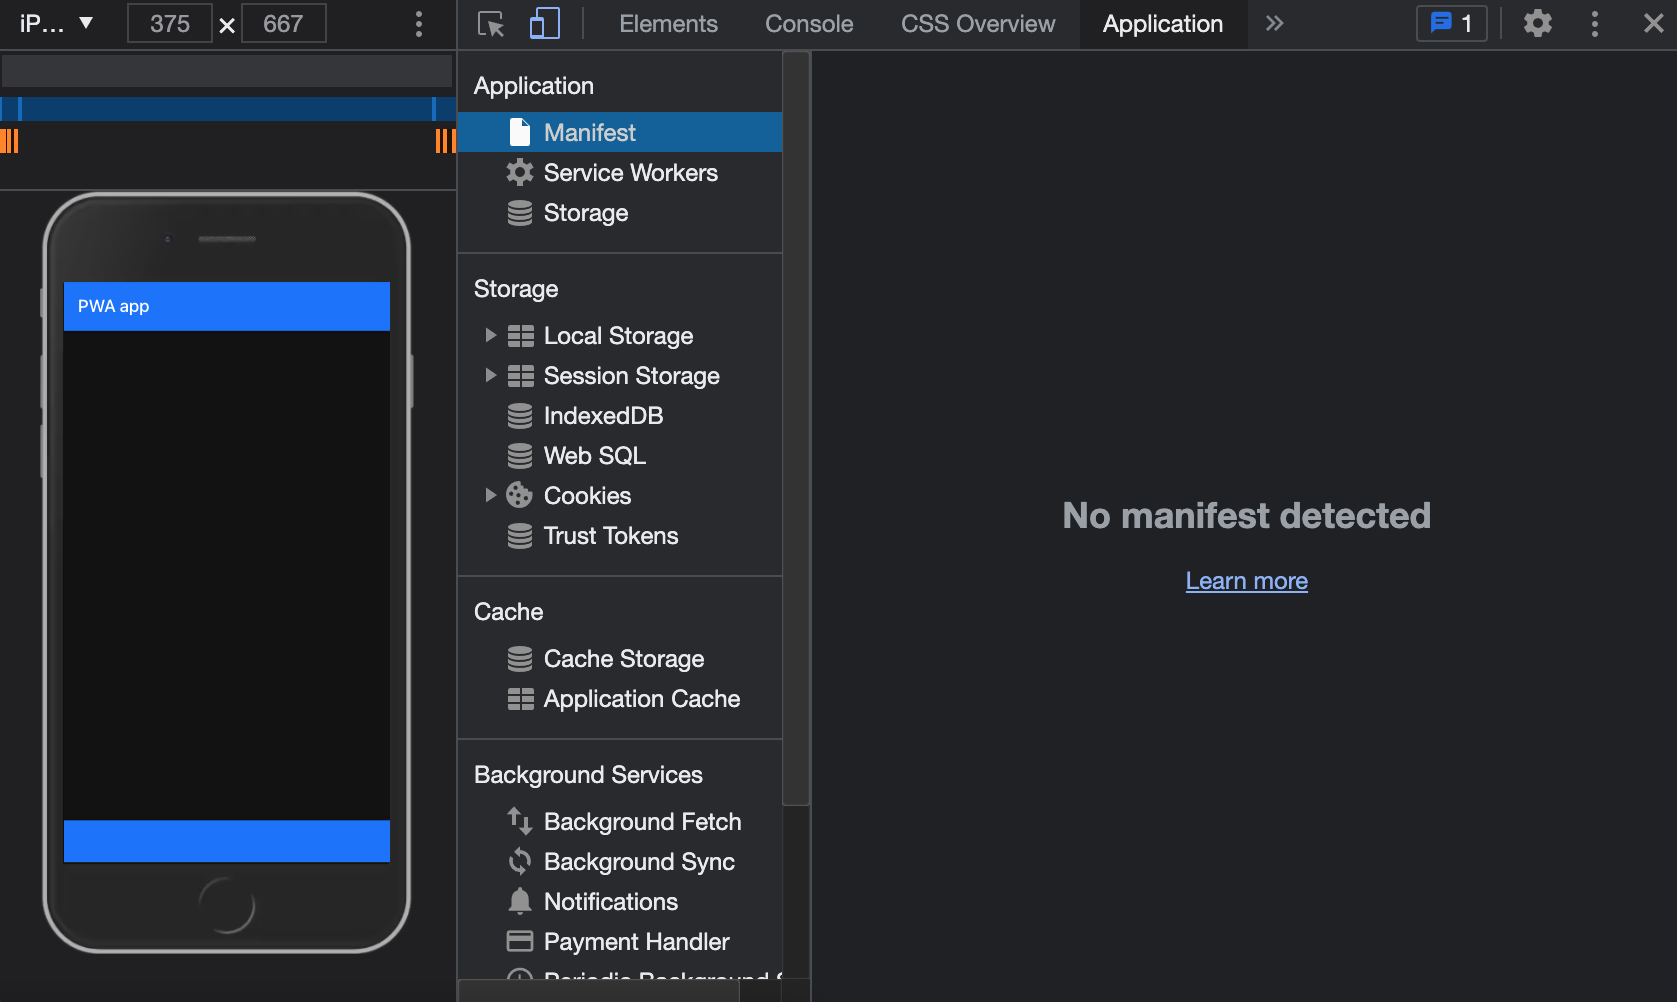 iP... ▼ 375 × 667
Elements Console CSS Overview Application » 1
PWA app
Application
Manifest
Service Workers
Storage
Storage
Local Storage
Session Storage
IndexedDB
Web SQL
Cookies
Trust Tokens
Cache
Cache Storage
Application Cache
Background Services
Background Fetch
Background Sync
Notifications
Payment Handler
Periodic Background S
No manifest detected
Learn more